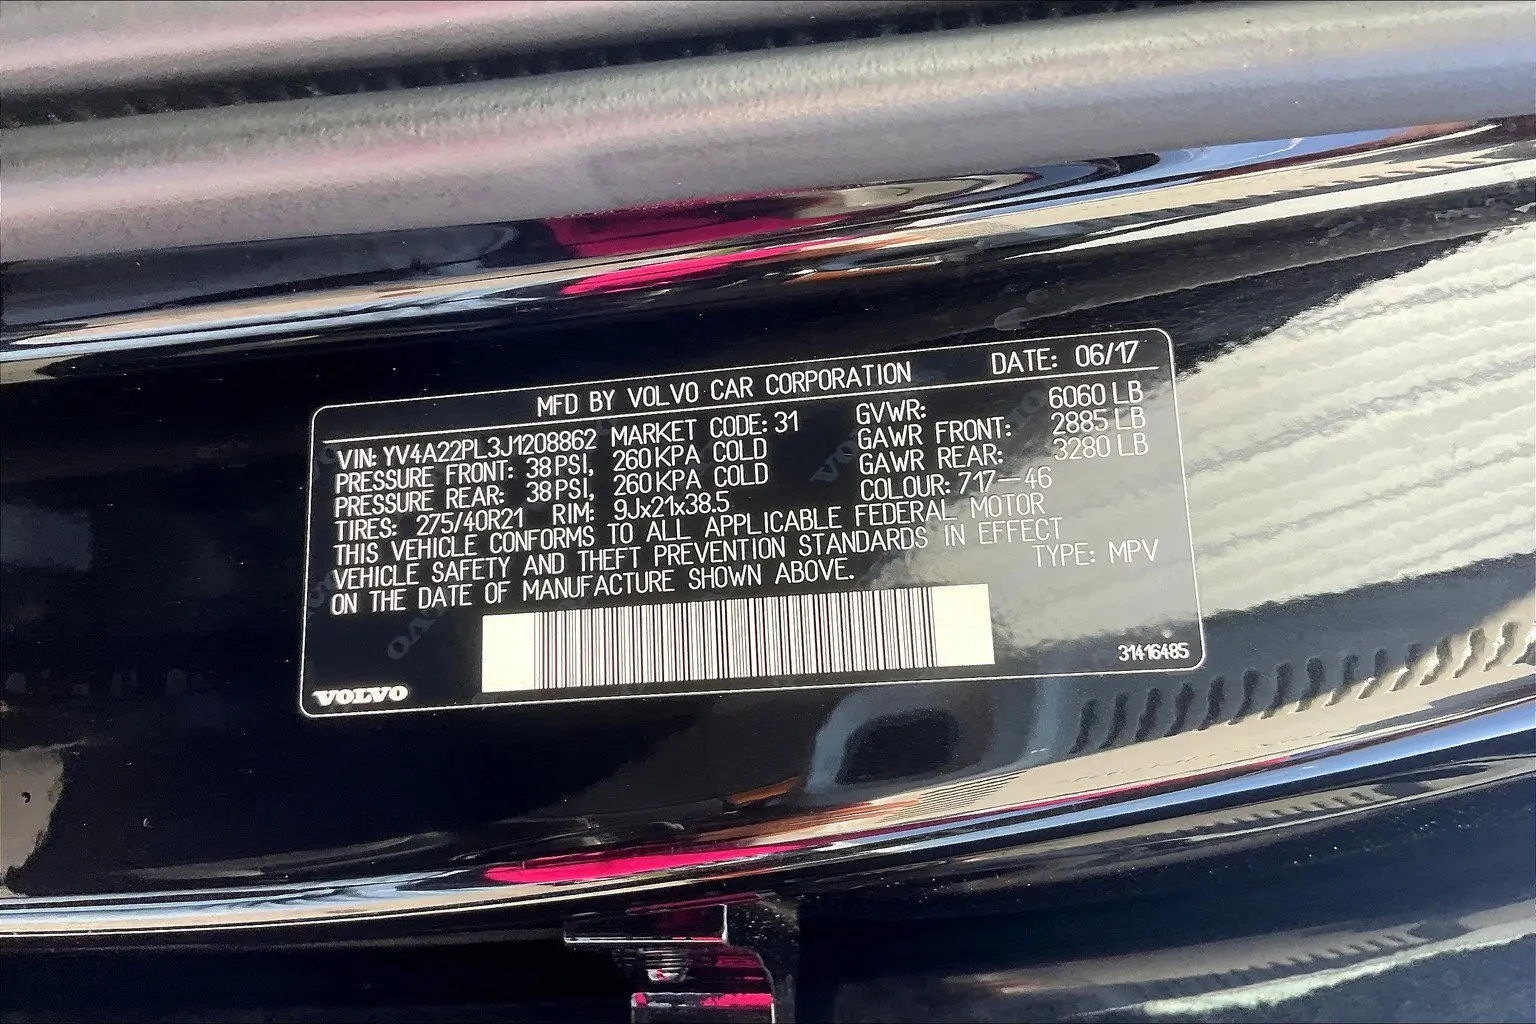 MFD BY VOLVO CAR CORPORATION DATE: 06/17
VIN: YV4A22PL3J1208862 MARKET CODE: 31 GVWR: 6060 LB
PRESSURE FRONT: 38 PSI, 260 KPA COLD GAWR FRONT: 2885 LB
PRESSURE REAR: 38 PSI, 260 KPA COLD GAWR REAR: 3280 LB
TIRES: 275/40R21 RIM: 9Jx21x38.5 COLOUR: 717-46
THIS VEHICLE CONFORMS TO ALL APPLICABLE FEDERAL MOTOR
VEHICLE SAFETY AND THEFT PREVENTION STANDARDS IN EFFECT
ON THE DATE OF MANUFACTURE SHOWN ABOVE. TYPE: MPV
VOLVO 31416485